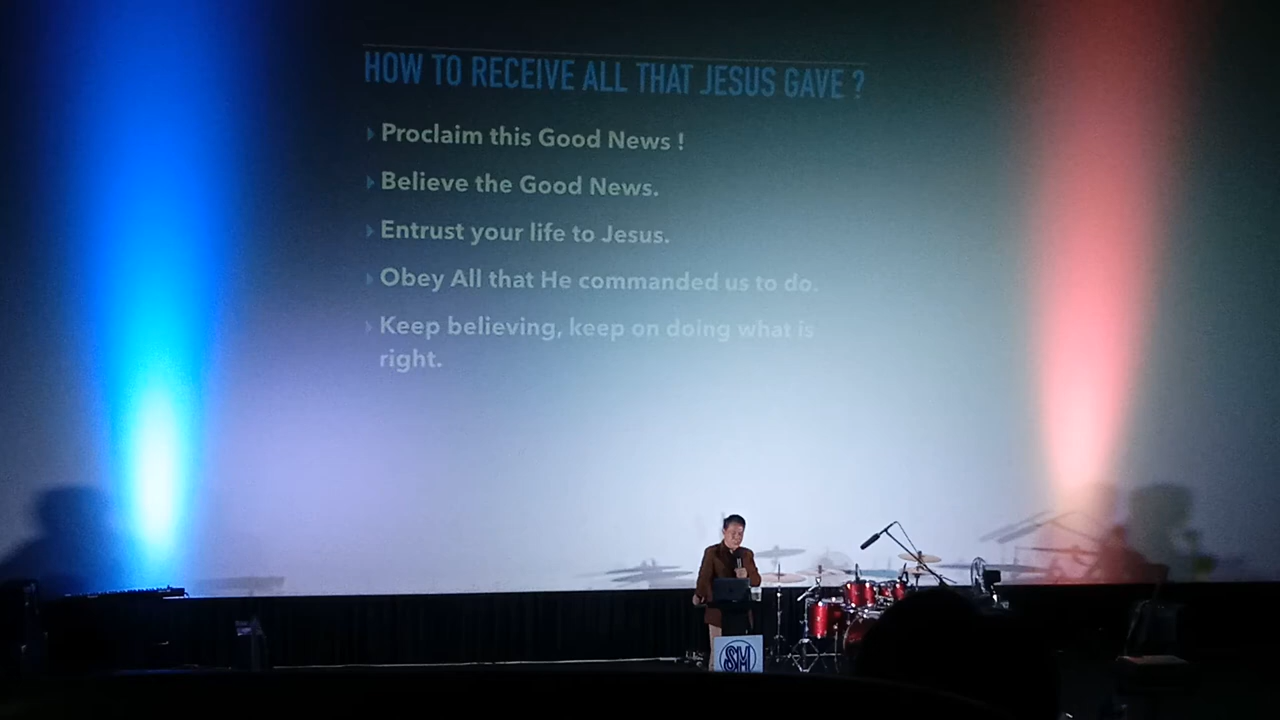 HOW TO RECEIVE ALL THAT JESUS GAVE ?
Proclaim this Good News !
Believe the Good News.
Entrust your life to Jesus.
Obey All that He commanded us to do.
Keep believing, keep on doing what is
right.
SM